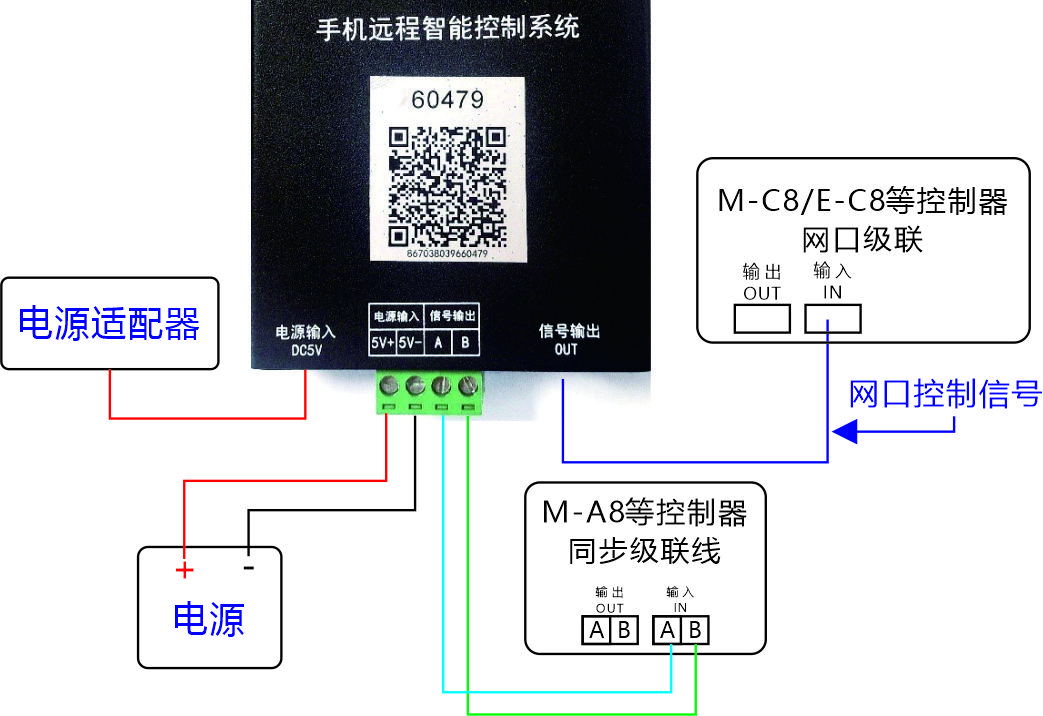 手机远程智能控制系统
60479
867038039660479
电源输入
DC5V
电源输入 信号输出
5V+ 5V- A B
信号输出
OUT
电源适配器
M-C8/E-C8等控制器
网口级联
输出 输入
OUT IN
网口控制信号
M-A8等控制器
同步级联线
输出 输入
OUT IN
A B A B
+ -
电源